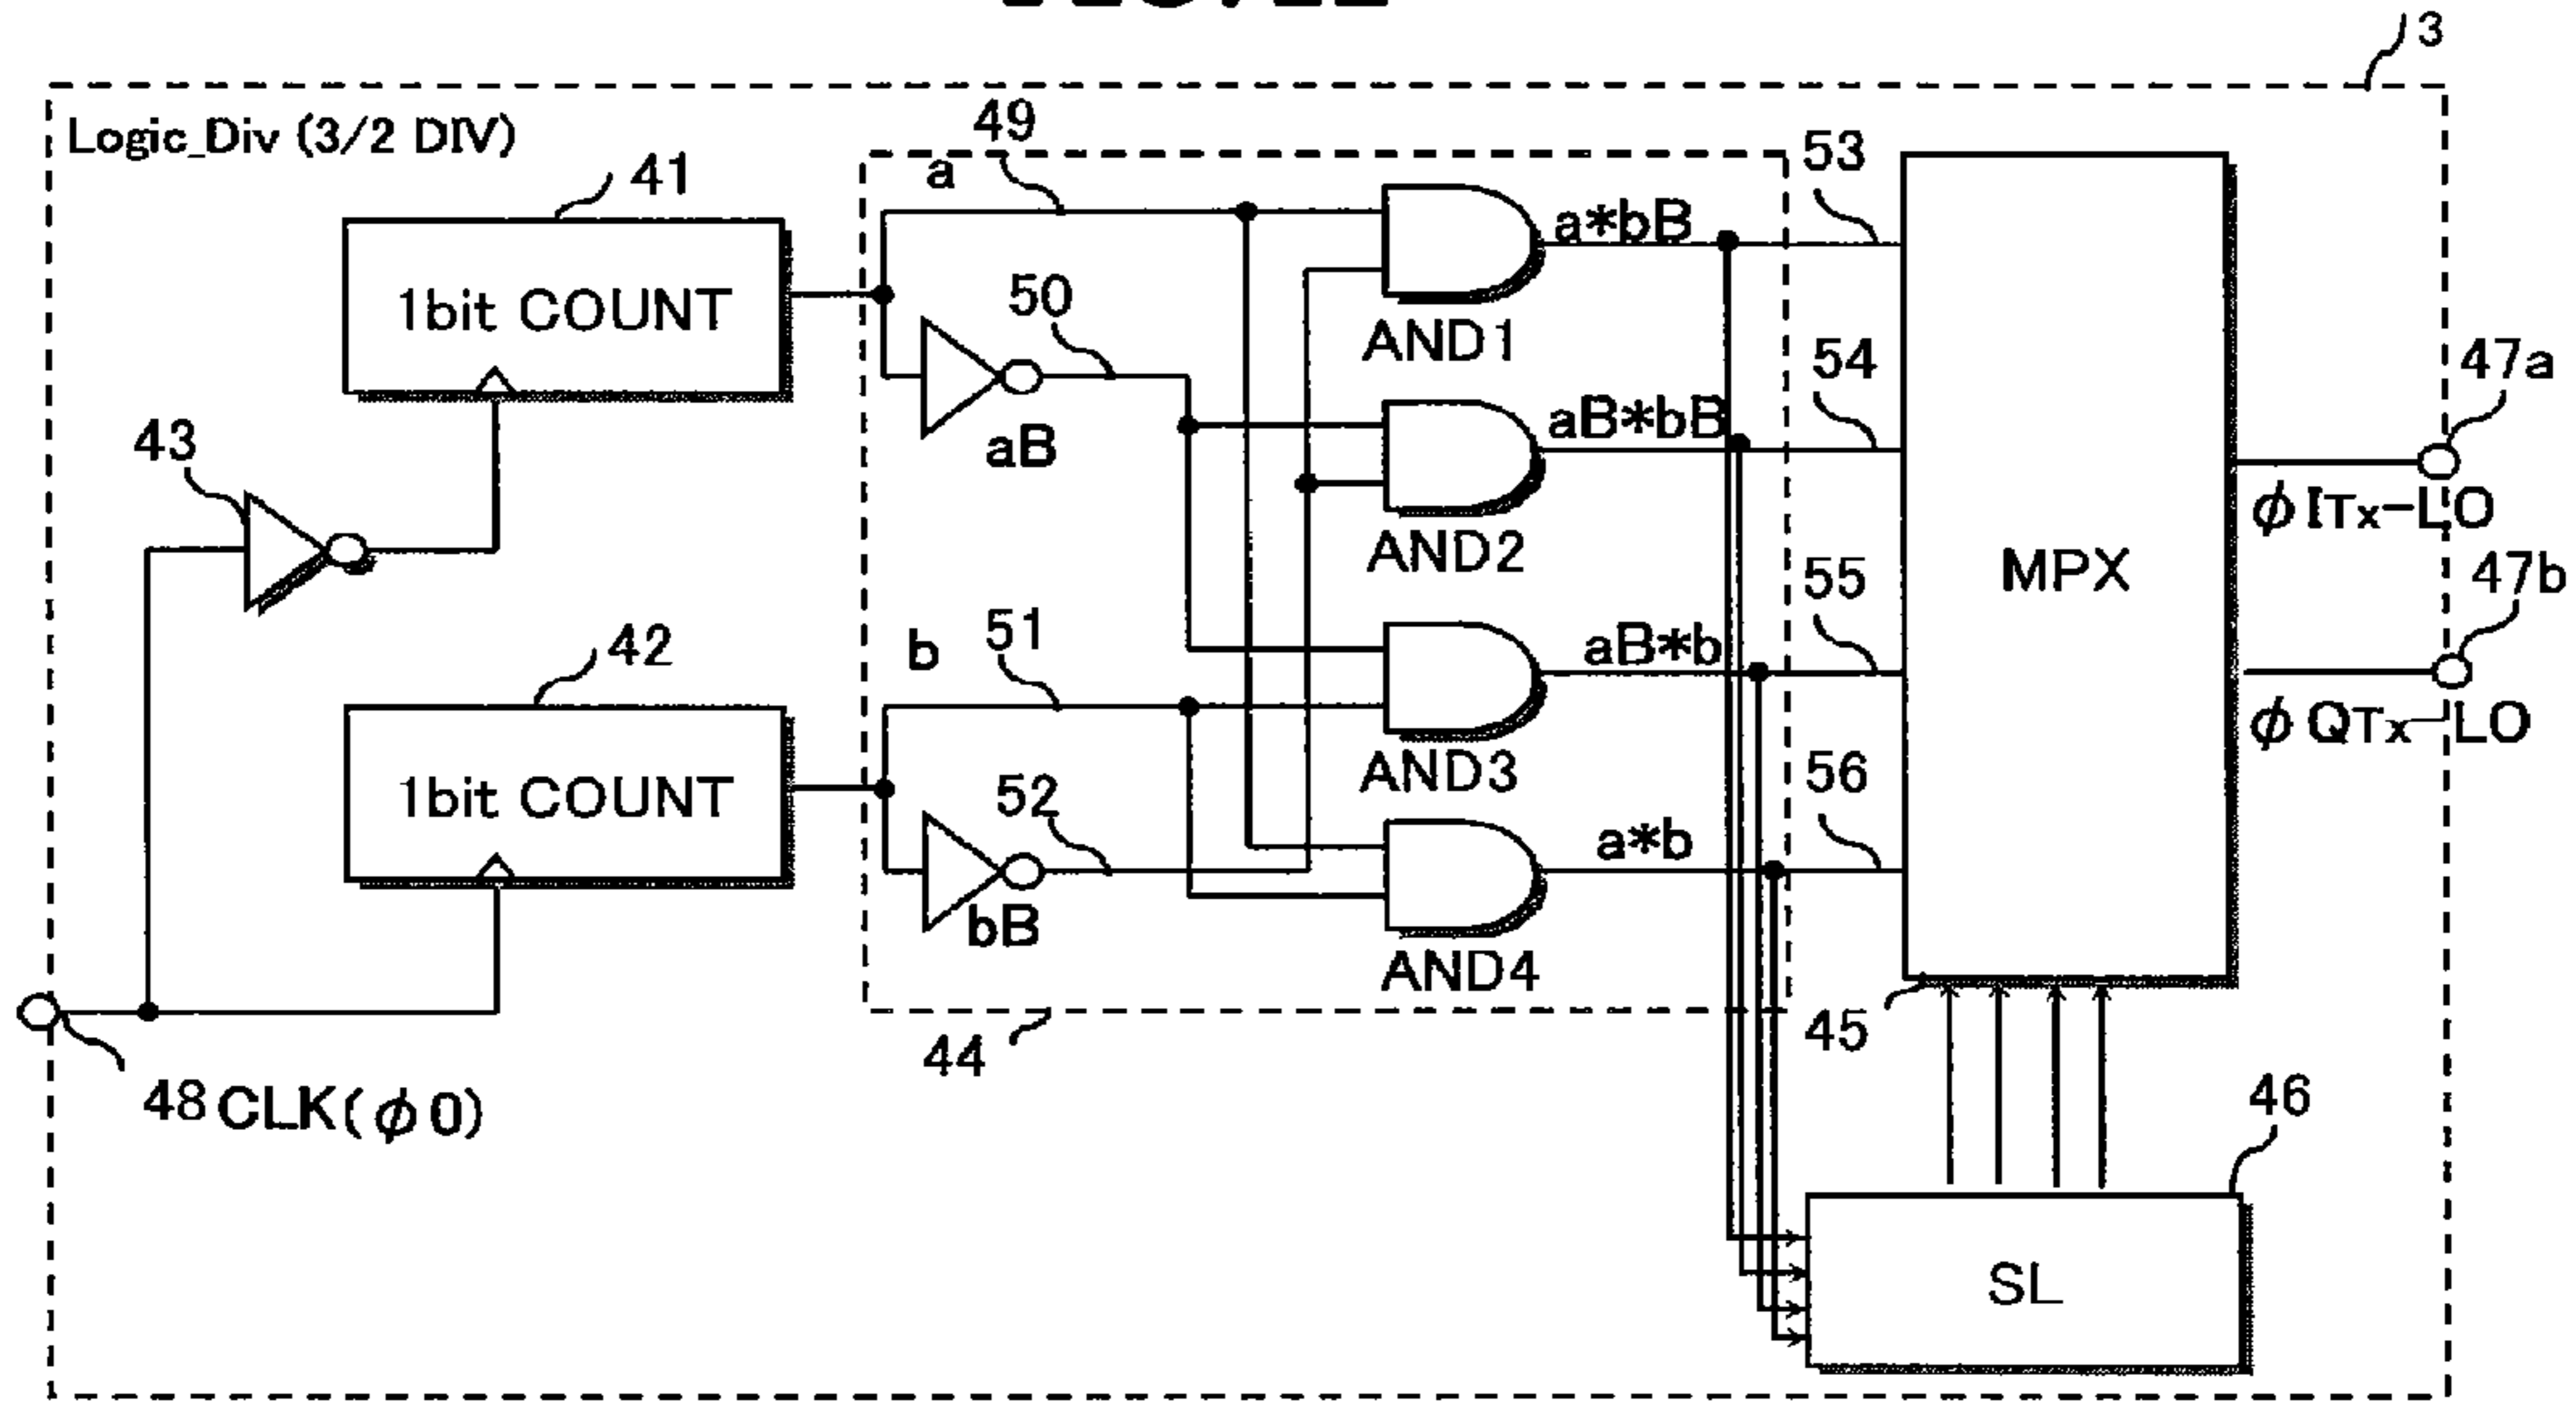 3
Logic_Div (3/2 DIV)
41
1bit COUNT
43
42
1bit COUNT
48 CLK(ϕ0)
49
a
50
aB
51
b
52
bB
44
AND1
AND2
AND3
AND4
a*bB
aB*bB
aB*b
a*b
53
54
55
56
MPX
45
47a
ϕITx-LO
47b
ϕQTx-LO
46
SL